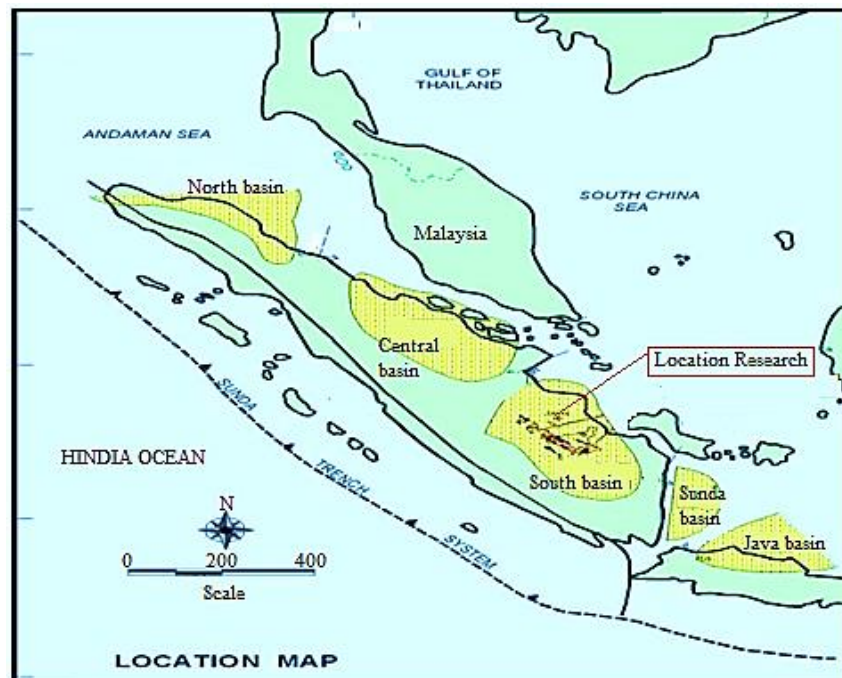 GULF OF
THAILAND
ANDAMAN SEA
North basin
SOUTH CHINA
SEA
Malaysia
Central
basin
Location Research
SUNDA
TRENCH
SYSTEM
HINDIA OCEAN
South basin
Sunda
basin
Java basin
N
0 200 400
Scale
LOCATION MAP